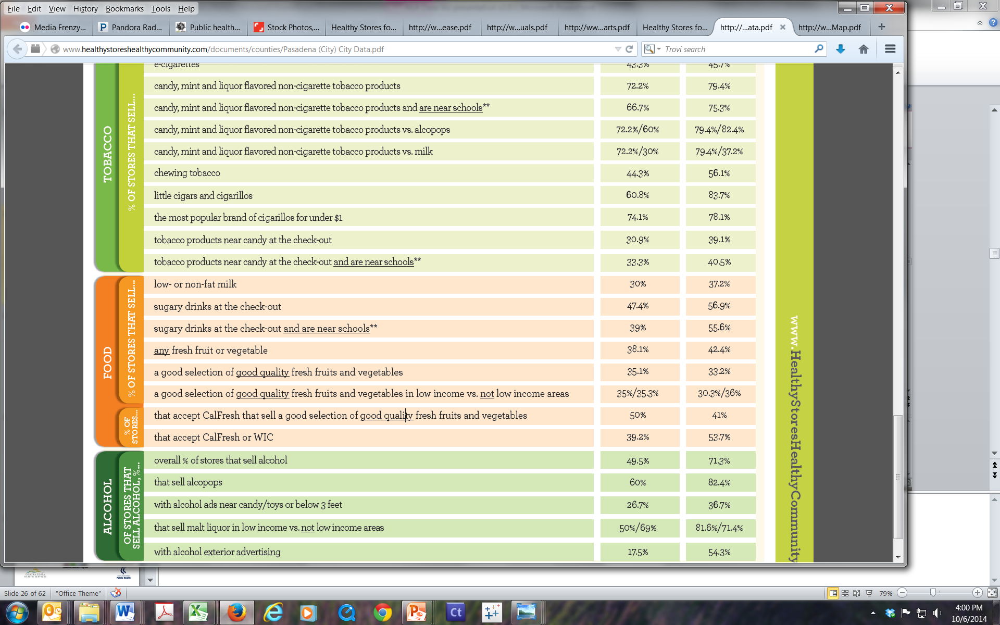 File Edit View History Bookmarks Tools Help
Media Frenzy... Pandora Rad... Public health... Stock Photos,... Healthy Stores fo... http://w...ease.pdf http://w...uals.pdf http://ww...arts.pdf Healthy Stores fo... http://...ata.pdf http://w...Map.pdf
www.healthystoreshealthycommunity.com/documents/counties/Pasadena (City) City Data.pdf Trovi search
TOBACCO
% OF STORES THAT SELL...
e-cigarettes 43.3% 45.7%
candy, mint and liquor flavored non-cigarette tobacco products 72.2% 79.4%
candy, mint and liquor flavored non-cigarette tobacco products and are near schools** 66.7% 75.3%
candy, mint and liquor flavored non-cigarette tobacco products vs. alcopops 72.2%/60% 79.4%/82.4%
candy, mint and liquor flavored non-cigarette tobacco products vs. milk 72.2%/30% 79.4%/37.2%
chewing tobacco 44.3% 56.1%
little cigars and cigarillos 60.8% 83.7%
the most popular brand of cigarillos for under $1 74.1% 78.1%
tobacco products near candy at the check-out 30.9% 39.1%
tobacco products near candy at the check-out and are near schools** 33.3% 40.5%
FOOD
% OF STORES THAT SELL...
low- or non-fat milk 30% 37.2%
sugary drinks at the check-out 47.4% 56.9%
sugary drinks at the check-out and are near schools** 39% 55.6%
any fresh fruit or vegetable 38.1% 42.4%
a good selection of good quality fresh fruits and vegetables 35.1% 33.2%
a good selection of good quality fresh fruits and vegetables in low income vs. not low income areas 35%/35.3% 30.3%/36%
% OF
STORES...
that accept CalFresh that sell a good selection of good quality fresh fruits and vegetables 50% 41%
that accept CalFresh or WIC 39.2% 53.7%
ALCOHOL
OF STORES THAT
SELL ALCOHOL, %...
overall % of stores that sell alcohol 49.5% 71.3%
that sell alcopops 60% 82.4%
with alcohol ads near candy/toys or below 3 feet 26.7% 36.7%
that sell malt liquor in low income vs. not low income areas 50%/69% 81.6%/71.4%
with alcohol exterior advertising 17.5% 54.3%
www.HealthyStoresHealthyCommunity
CONTRA COSTA
HEALTH SERVICES
Public Health
Slide 26 of 62 "Office Theme" 79%
Ct
4:00 PM
10/6/2014